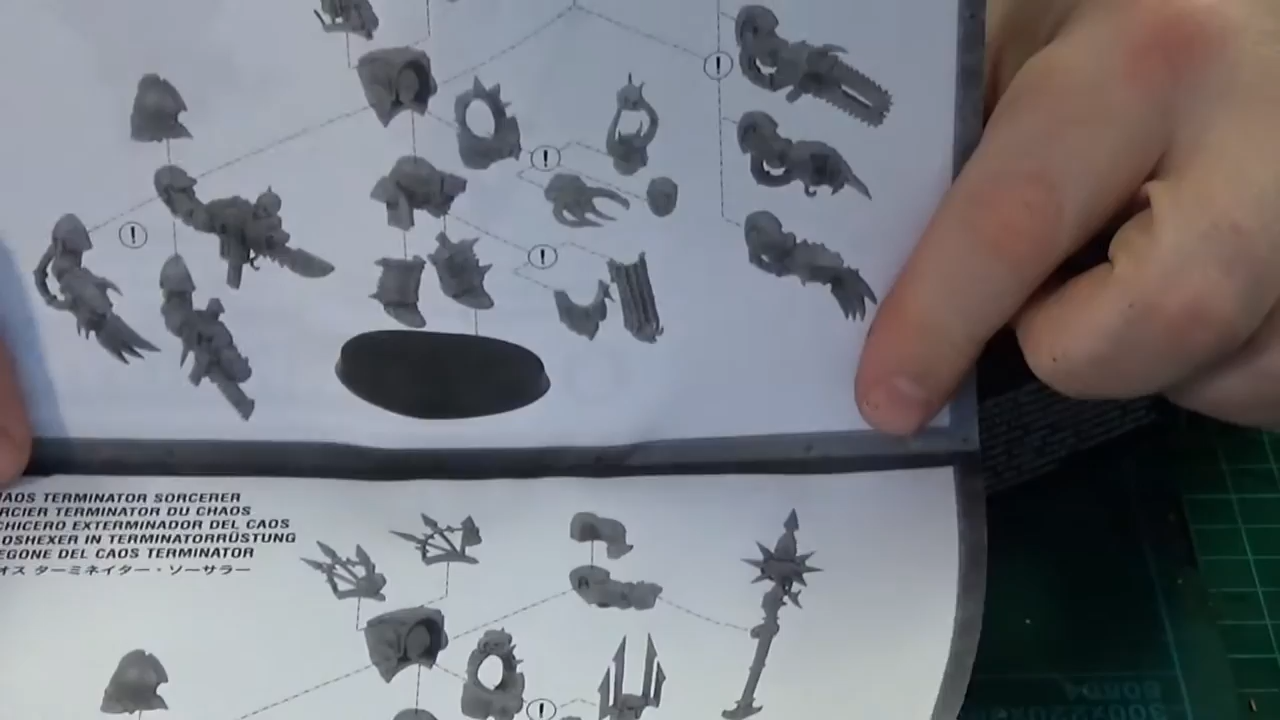 ! 
!
!
!
AOS TERMINATOR SORCERER
RCIER TERMINATOR DU CHAOS
CHICERO EXTERMINADOR DEL CAOS
OSHEXER IN TERMINATORRÜSTUNG
EGONE DEL CAOS TERMINATOR
オス ターミネイター・ソーサラー
!